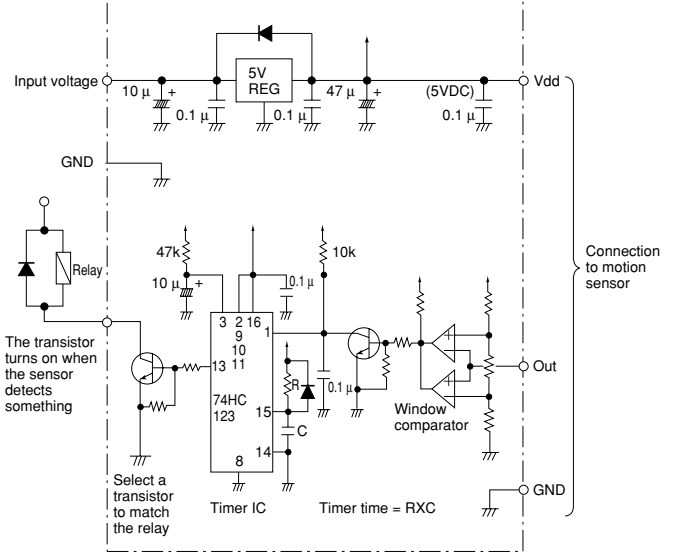 Input voltage
10 µ
+
0.1 µ
5V
REG
0.1 µ
47 µ
+
(5VDC)
0.1 µ
Vdd
GND
Relay
47k
10 µ
+
0.1 µ
10k
3
2
16
9
10
11
1
13
74HC
123
15
14
8
R
0.1 µ
C
+
−
+
−
Window
comparator
Out
GND
Connection
to motion
sensor
The transistor
turns on when
the sensor
detects
something
Select a
transistor
to match
the relay
Timer IC
Timer time = RXC